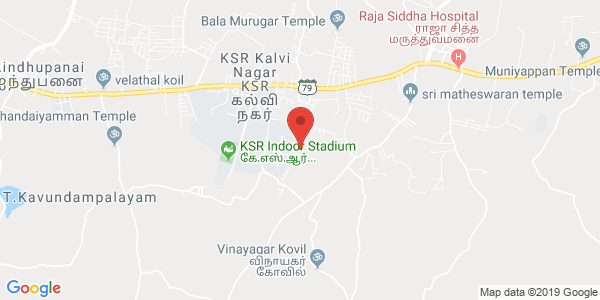 Bala Murugar Temple
Raja Siddha Hospital
ராஜா சித்த
மருத்துவமனை
KSR Kalvi
Nagar
KSR
கல்வி
நகர்
Lindhupanai
ஐந்துபனை
velathal koil
79
Muniyappan Temple
sri matheswaran temple
handaiyamman Temple
KSR Indoor Stadium
கே.எஸ்.ஆர்...
T.Kavundampalayam
Vinayagar Kovil
விநாயகர்
கோவில்
Google
Map data ©2019 Google